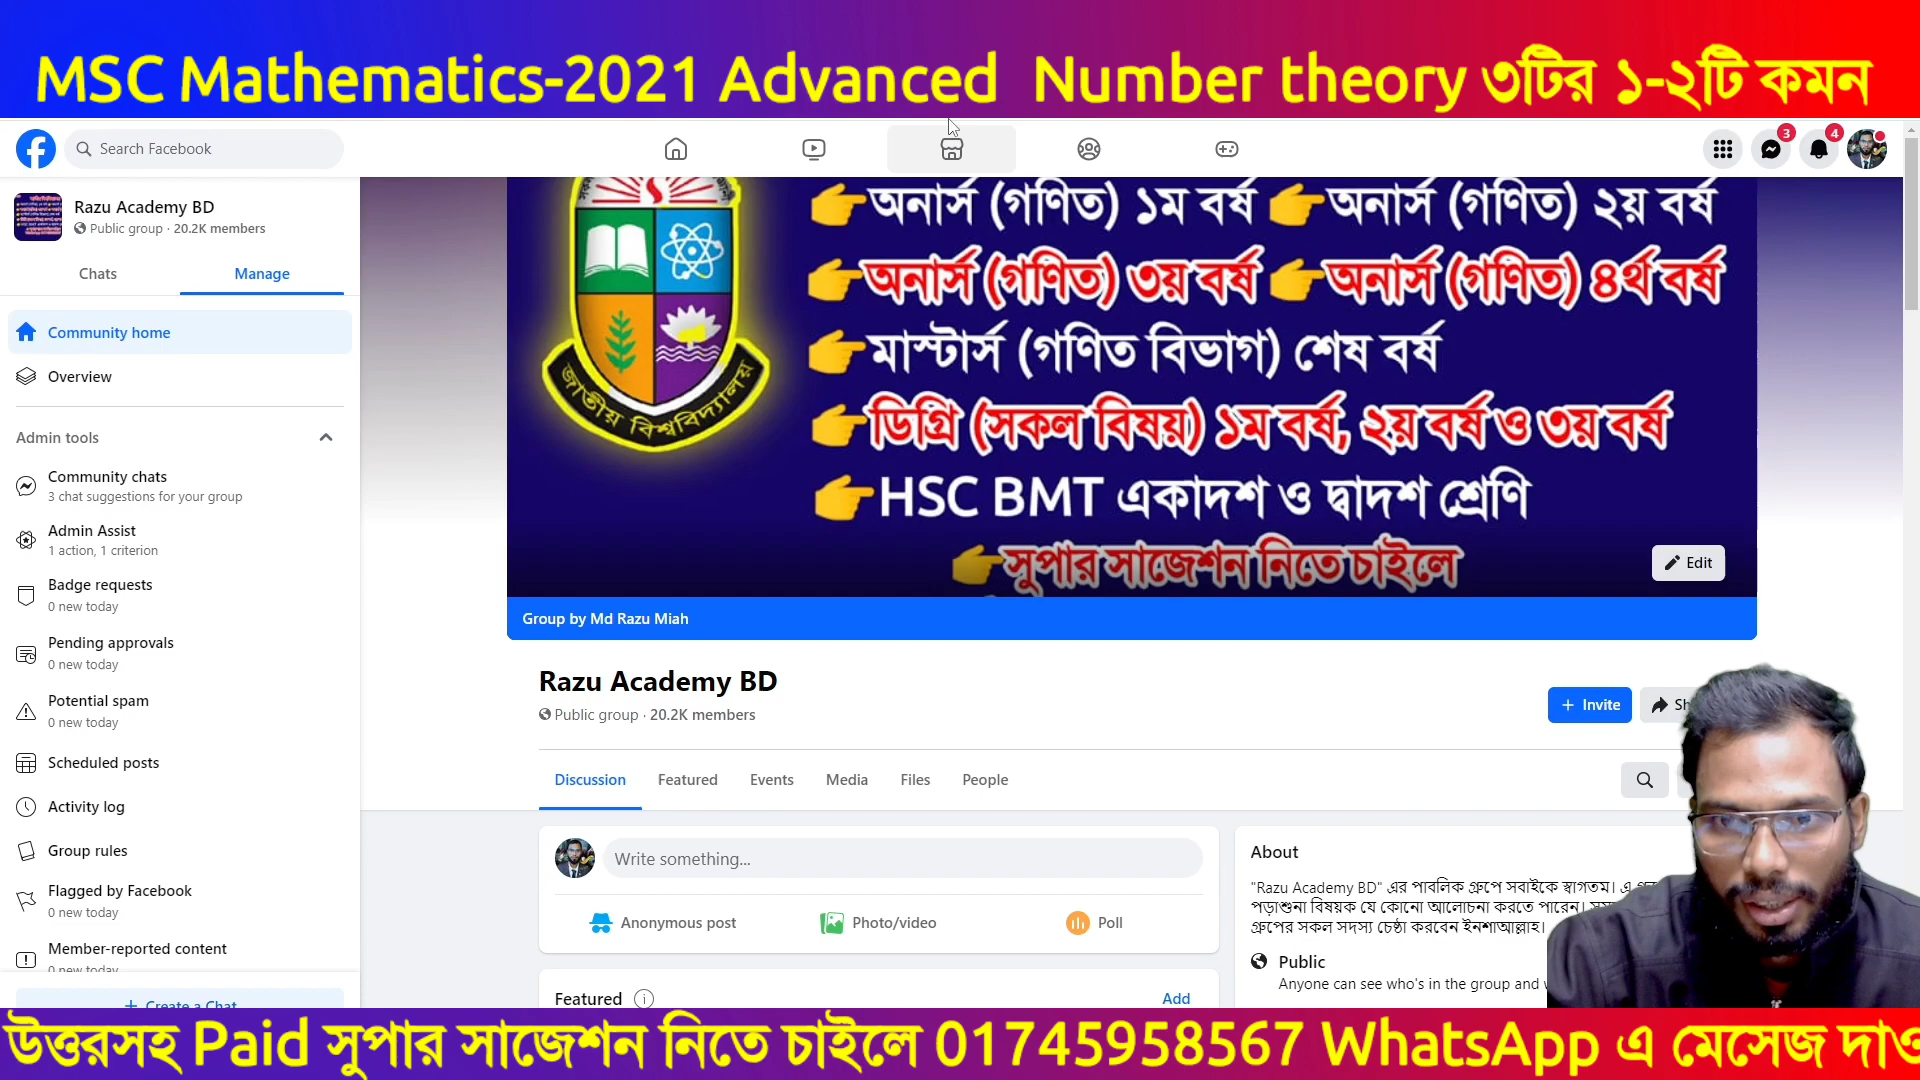 MSC Mathematics-2021 Advanced Number theory ৩টির ১-২টি কমন
Search Facebook
3
4
Razu Academy BD
Public group · 20.2K members
Chats
Manage
Community home
Overview
Admin tools
Community chats
3 chat suggestions for your group
Admin Assist
1 action, 1 criterion
Badge requests
0 new today
Pending approvals
0 new today
Potential spam
0 new today
Scheduled posts
Activity log
Group rules
Flagged by Facebook
0 new today
Member-reported content
0 new today
+ Create a Chat
জাতীয় বিশ্ববিদ্যালয়
👉অনার্স (গণিত) ১ম বর্ষ 👉অনার্স (গণিত) ২য় বর্ষ
👉অনার্স (গণিত) ৩য় বর্ষ 👉অনার্স (গণিত) ৪র্থ বর্ষ
👉মাস্টার্স (গণিত বিভাগ) শেষ বর্ষ
👉ডিগ্রি (সকল বিষয়) ১ম বর্ষ, ২য় বর্ষ ও ৩য় বর্ষ
👉HSC BMT একাদশ ও দ্বাদশ শ্রেণি
👉সুপার সাজেশন নিতে চাইলে
Edit
Group by Md Razu Miah
Razu Academy BD
Public group · 20.2K members
+ Invite
Sh
Discussion
Featured
Events
Media
Files
People
Write something...
Anonymous post
Photo/video
Poll
Featured
Add
About
"Razu Academy BD" এর পাবলিক গ্রুপে সবাইকে স্বাগতম। এ
পড়াশুনা বিষয়ক যে কোনো আলোচনা করতে পারেন।
গ্রুপের সকল সদস্য চেষ্ঠা করবেন ইনশাআল্লাহ।
Public
Anyone can see who's in the group and
উত্তরসহ Paid সুপার সাজেশন নিতে চাইলে 01745958567 WhatsApp এ মেসেজ দাও